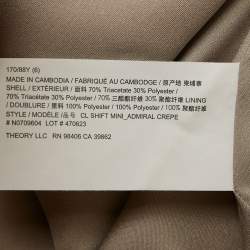 170/88Y (6)
MADE IN CAMBODIA / FABRIQUÉ AU CAMBODGE / 原产地 柬埔寨
SHELL / EXTÉRIEUR / 面料 70% Triacetate 30% Polyester /
70% Triacétate 30% Polyester / 70% 三醋酯纤维 30% 聚酯纤维 LINING
/ DOUBLURE / 里料 100% Polyester / 100% Polyester / 100% 聚酯纤维
STYLE / MODÈLE / 品号 CL SHIFT MINI_ADMIRAL CREPE
# N0709604 LOT # 470623
THEORY LLC RN 98406 CA 39862